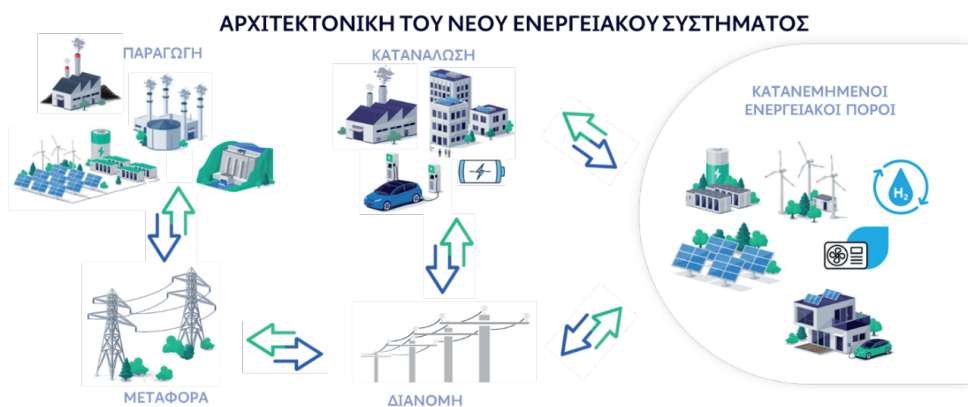 ΑΡΧΙΤΕΚΤΟΝΙΚΗ ΤΟΥ ΝΕΟΥ ΕΝΕΡΓΕΙΑΚΟΥ ΣΥΣΤΗΜΑΤΟΣ
ΠΑΡΑΓΩΓΗ
ΚΑΤΑΝΑΛΩΣΗ
ΚΑΤΑΝΕΜΗΜΕΝΟΙ
ΕΝΕΡΓΕΙΑΚΟΙ ΠΟΡΟΙ
H₂
ΜΕΤΑΦΟΡΑ
ΔΙΑΝΟΜΗ